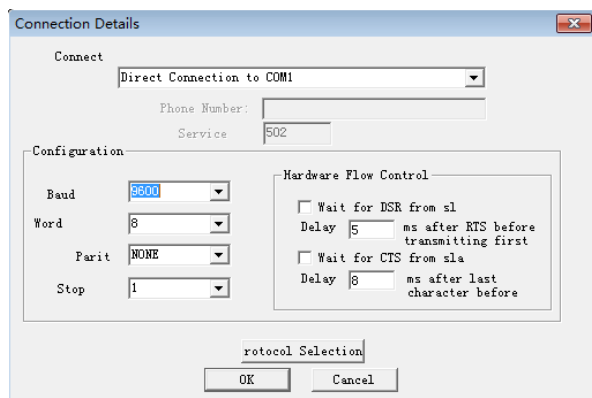 Connection Details
Connect
Direct Connection to COM1
Phone Number:
Service
502
Configuration
Baud
9600
Word
8
Parit
NONE
Stop
1
Hardware Flow Control
Wait for DSR from sl
Delay 5 ms after RTS before
transmitting first
Wait for CTS from sla
Delay 8 ms after last
character before
rotocol Selection
OK
Cancel